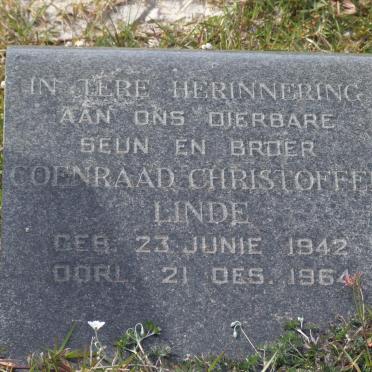 IN TERE HERINNERING
AAN ONS DIERBARE
SEUN EN BROER
COENRAAD CHRISTOFFEL
LINDE
GEB. 23 JUNIE 1942
OORL. 21 DES. 1964